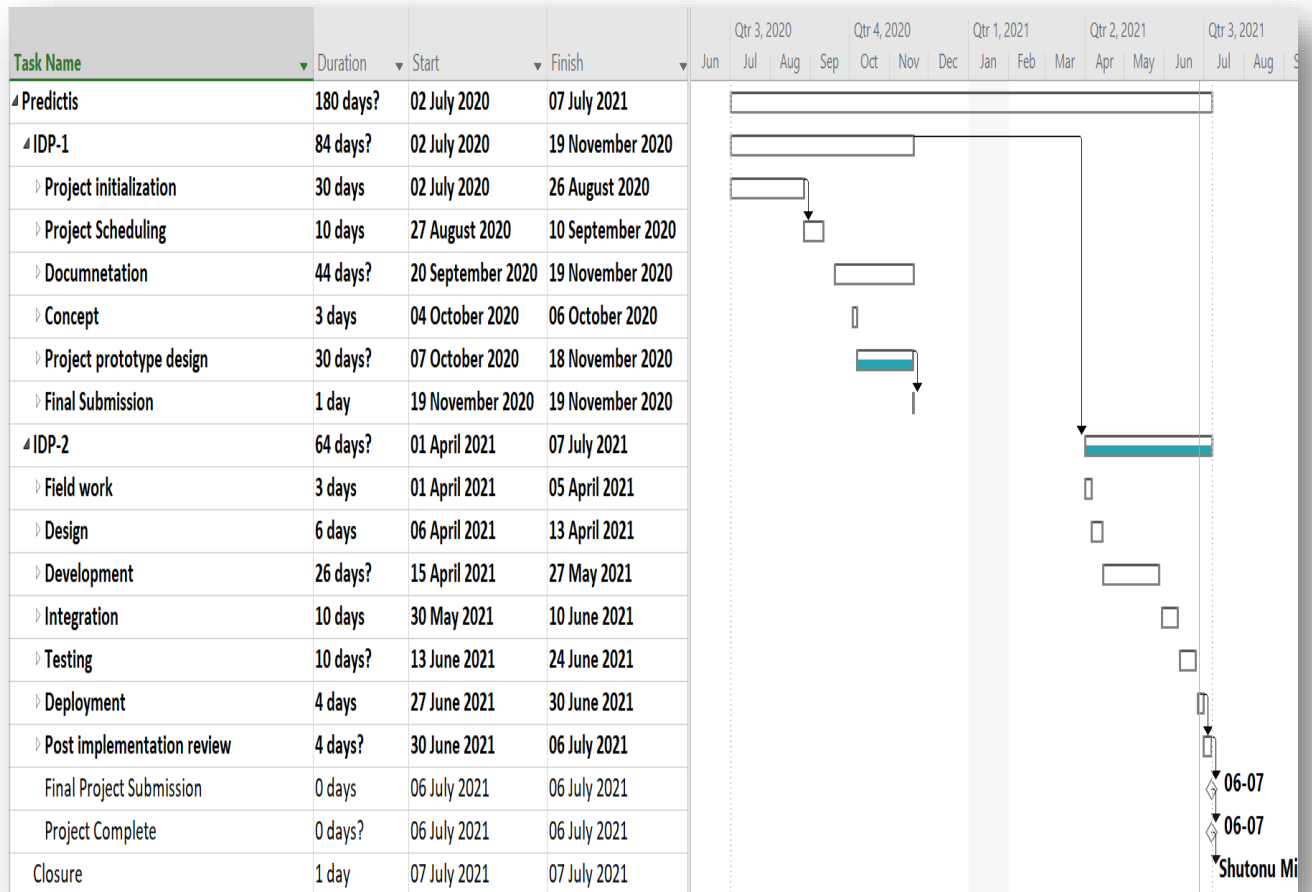 Qtr 3, 2020 Qtr 4, 2020 Qtr 1, 2021 Qtr 2, 2021 Qtr 3, 2021
Task Name Duration Start Finish Jun Jul Aug Sep Oct Nov Dec Jan Feb Mar Apr May Jun Jul Aug S
Predictis 180 days? 02 July 2020 07 July 2021
IDP-1 84 days? 02 July 2020 19 November 2020
Project initialization 30 days 02 July 2020 26 August 2020
Project Scheduling 10 days 27 August 2020 10 September 2020
Documnetation 44 days? 20 September 2020 19 November 2020
Concept 3 days 04 October 2020 06 October 2020
Project prototype design 30 days? 07 October 2020 18 November 2020
Final Submission 1 day 19 November 2020 19 November 2020
IDP-2 64 days? 01 April 2021 07 July 2021
Field work 3 days 01 April 2021 05 April 2021
Design 6 days 06 April 2021 13 April 2021
Development 26 days? 15 April 2021 27 May 2021
Integration 10 days 30 May 2021 10 June 2021
Testing 10 days? 13 June 2021 24 June 2021
Deployment 4 days 27 June 2021 30 June 2021
Post implementation review 4 days? 30 June 2021 06 July 2021
Final Project Submission 0 days 06 July 2021 06 July 2021 06-07
Project Complete 0 days? 06 July 2021 06 July 2021 06-07
Closure 1 day 07 July 2021 07 July 2021 Shutonu Mi